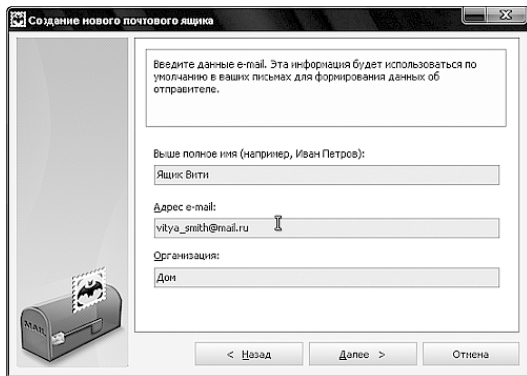 Создание нового почтового ящика
Введите данные e-mail. Эта информация будет использоваться по
умолчанию в ваших письмах для формирования данных об
отправителе.
Выше полное имя (например, Иван Петров):
Ящик Вити
Адрес e-mail:
vitya_smith@mail.ru
Организация:
Дом
MAIL
< Назад
Далее >
Отмена